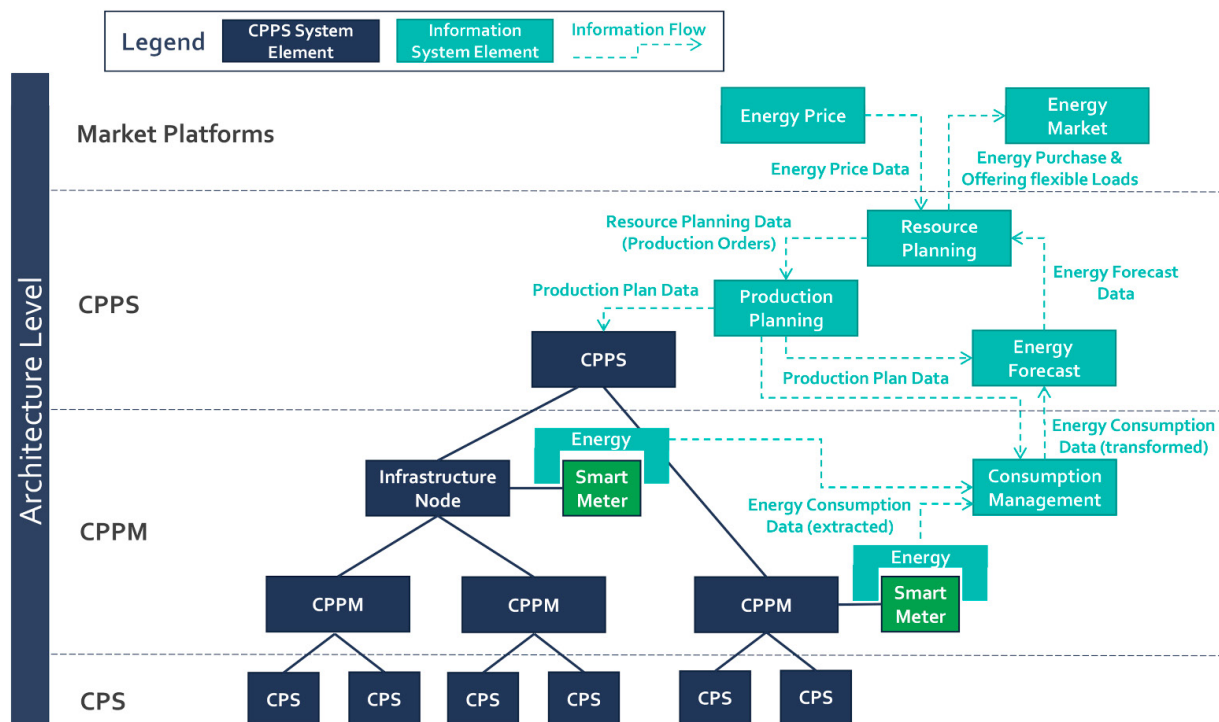 Legend
CPPS System
Element
Information
System Element
Information Flow
Architecture Level
Market Platforms
Energy Price
Energy
Market
Energy Price Data
Energy Purchase &
Offering flexible Loads
CPPS
Resource Planning Data
(Production Orders)
Resource
Planning
Energy Forecast
Data
Production Plan Data
Production
Planning
CPPS
Energy
Forecast
Production Plan Data
CPPM
Energy
Energy Consumption
Data (transformed)
Infrastructure
Node
Smart
Meter
Consumption
Management
Energy Consumption
Data (extracted)
Energy
CPPM
CPPM
CPPM
Smart
Meter
CPS
CPS
CPS
CPS
CPS
CPS
CPS